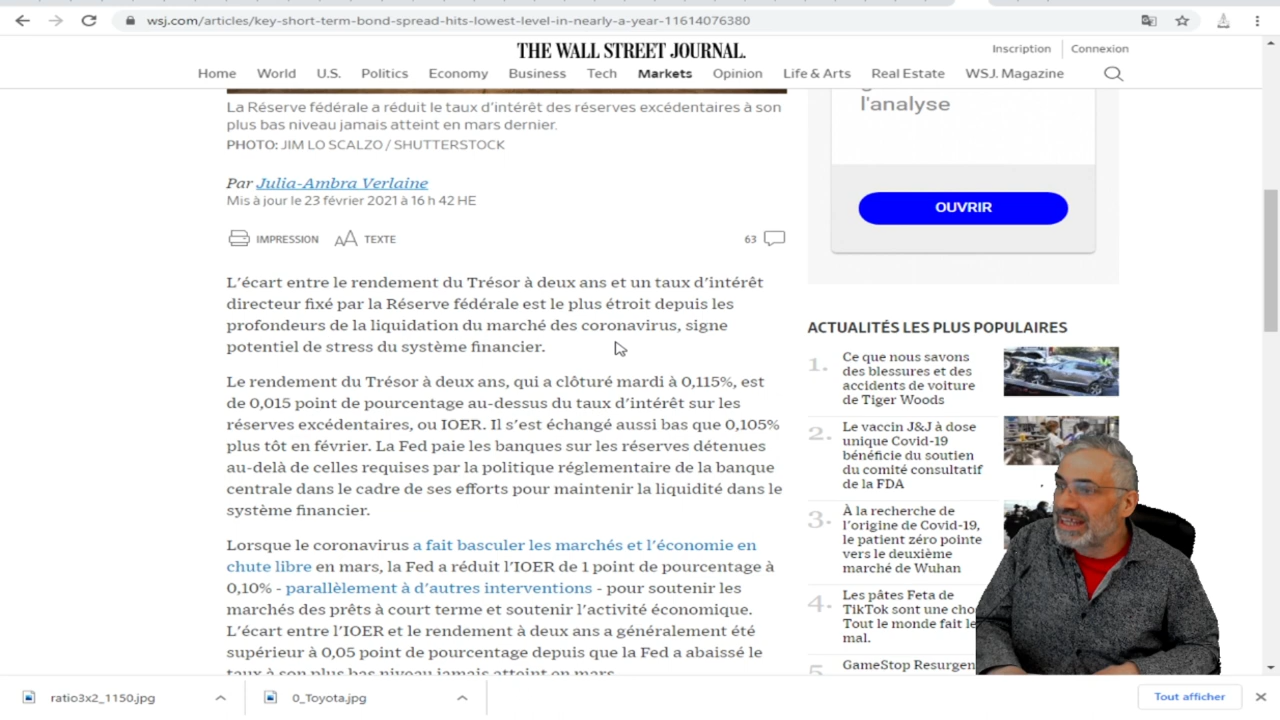 wsj.com/articles/key-short-term-bond-spread-hits-lowest-level-in-nearly-a-year-11614076380
THE WALL STREET JOURNAL.
Inscription
Connexion
Home World U.S. Politics Economy Business Tech Markets Opinion Life & Arts Real Estate WSJ. Magazine
La Réserve fédérale a réduit le taux d'intérêt des réserves excédentaires à son
plus bas niveau jamais atteint en mars dernier.
PHOTO: JIM LO SCALZO / SHUTTERSTOCK
Par Julia-Ambra Verlaine
Mis à jour le 23 février 2021 à 16 h 42 HE
IMPRESSION
TEXTE
63
L'écart entre le rendement du Trésor à deux ans et un taux d'intérêt
directeur fixé par la Réserve fédérale est le plus étroit depuis les
profondeurs de la liquidation du marché des coronavirus, signe
potentiel de stress du système financier.
Le rendement du Trésor à deux ans, qui a clôturé mardi à 0,115%, est
de 0,015 point de pourcentage au-dessus du taux d'intérêt sur les
réserves excédentaires, ou IOER. Il s'est échangé aussi bas que 0,105%
plus tôt en février. La Fed paie les banques sur les réserves détenues
au-delà de celles requises par la politique réglementaire de la banque
centrale dans le cadre de ses efforts pour maintenir la liquidité dans le
système financier.
Lorsque le coronavirus a fait basculer les marchés et l'économie en
chute libre en mars, la Fed a réduit l'IOER de 1 point de pourcentage à
0,10% - parallèlement à d'autres interventions - pour soutenir les
marchés des prêts à court terme et soutenir l'activité économique.
L'écart entre l'IOER et le rendement à deux ans a généralement été
supérieur à 0,05 point de pourcentage depuis que la Fed a abaissé le
taux à son plus bas niveau jamais atteint en mars.
l'analyse
OUVRIR
ACTUALITÉS LES PLUS POPULAIRES
1. Ce que nous savons
des blessures et des
accidents de voiture
de Tiger Woods
2. Le vaccin J&J à dose
unique Covid-19
bénéficie du soutien
du comité consultatif
de la FDA
3. À la recherche de
l'origine de Covid-19,
le patient zéro pointe
vers le deuxième
marché de Wuhan
4. Les pâtes Feta de
TikTok sont une cho
Tout le monde fait le
mal.
5 GameStop Resurgen
ratio3x2_1150.jpg
0_Toyota.jpg
Tout afficher